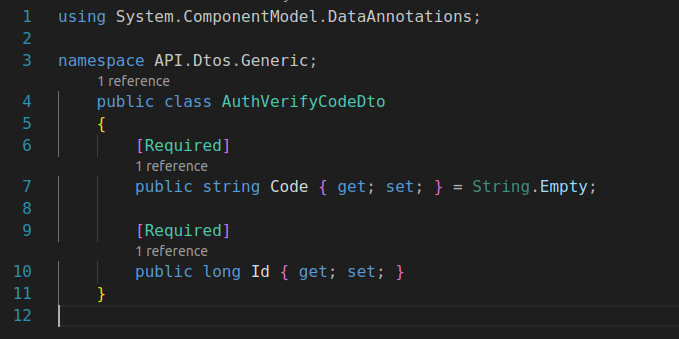 1 using System.ComponentModel.DataAnnotations;
2
3 namespace API.Dtos.Generic;
1 reference
4 public class AuthVerifyCodeDto
5 {
6 [Required]
1 reference
7 public string Code { get; set; } = String.Empty;
8
9 [Required]
1 reference
10 public long Id { get; set; }
11 }
12